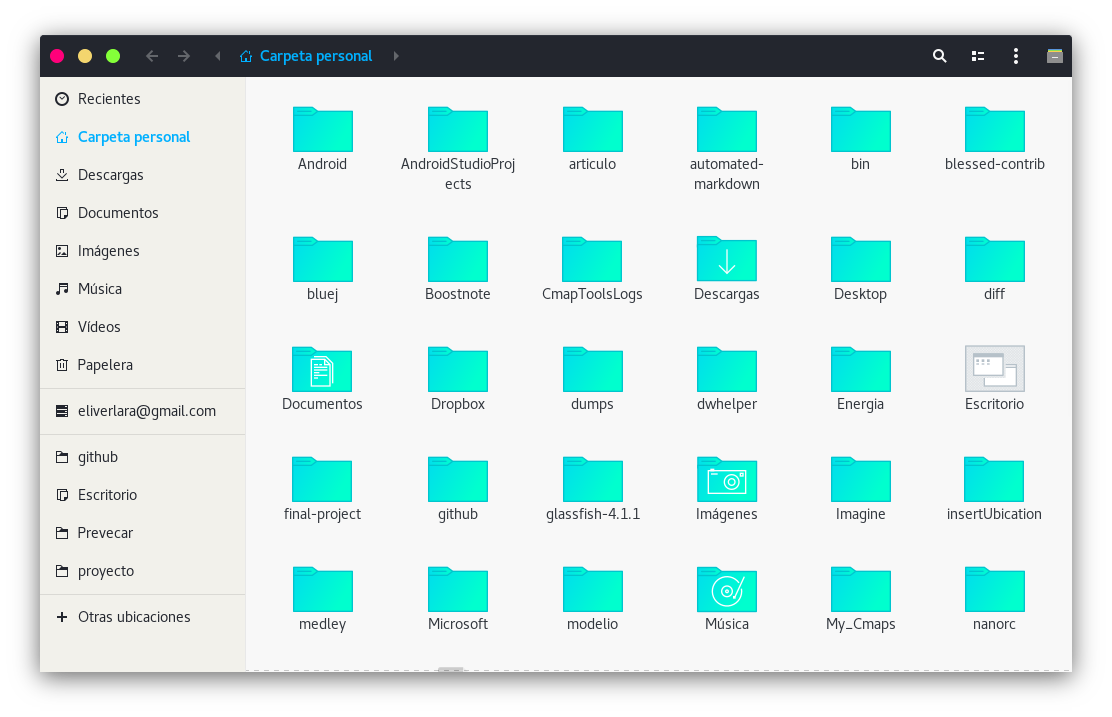 Carpeta personal
Recientes
Carpeta personal
Descargas
Documentos
Imágenes
Música
Vídeos
Papelera
eliverlara@gmail.com
github
Escritorio
Prevecar
proyecto
Otras ubicaciones
Android
AndroidStudioProj
ects
articulo
automated-
markdown
bin
blessed-contrib
bluej
Boostnote
CmapToolsLogs
Descargas
Desktop
diff
Documentos
Dropbox
dumps
dwhelper
Energia
Escritorio
final-project
github
glassfish-4.1.1
Imágenes
Imagine
insertUbication
medley
Microsoft
modelio
Música
My_Cmaps
nanorc